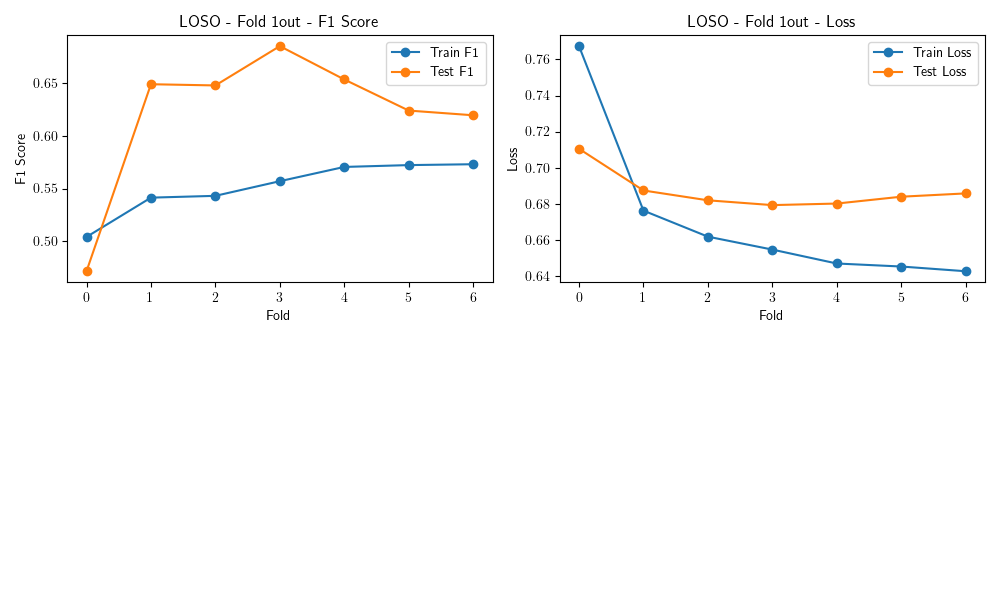 LOSO - Fold 1out - F1 Score
Train F1
Test F1
F1 Score
0.65
0.60
0.55
0.50
0 1 2 3 4 5 6
Fold
LOSO - Fold 1out - Loss
Train Loss
Test Loss
Loss
0.76
0.74
0.72
0.70
0.68
0.66
0.64
0 1 2 3 4 5 6
Fold